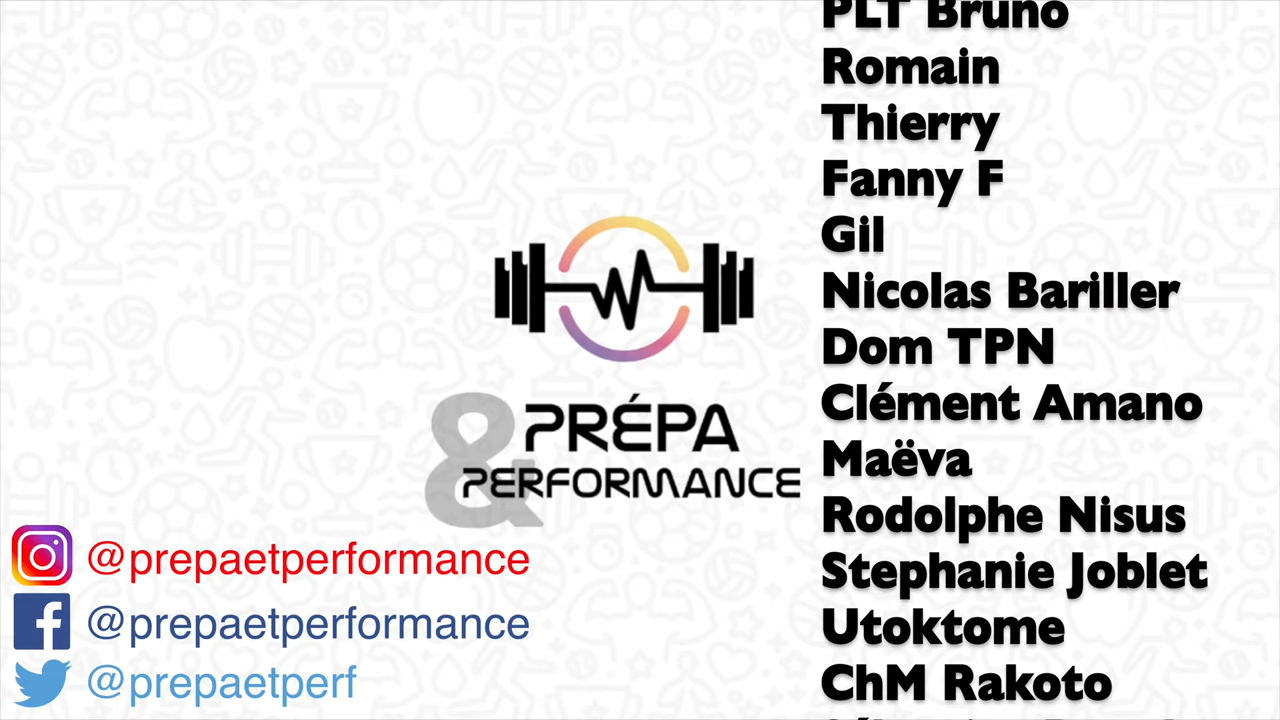 PLT Bruno
Romain
Thierry
Fanny F
Gil
Nicolas Bariller
Dom TPN
Clément Amano
Maëva
Rodolphe Nisus
Stephanie Joblet
Utoktome
ChM Rakoto
& PRÉPA
PERFORMANCE
@prepaetperformance
@prepaetperformance
@prepaetperf